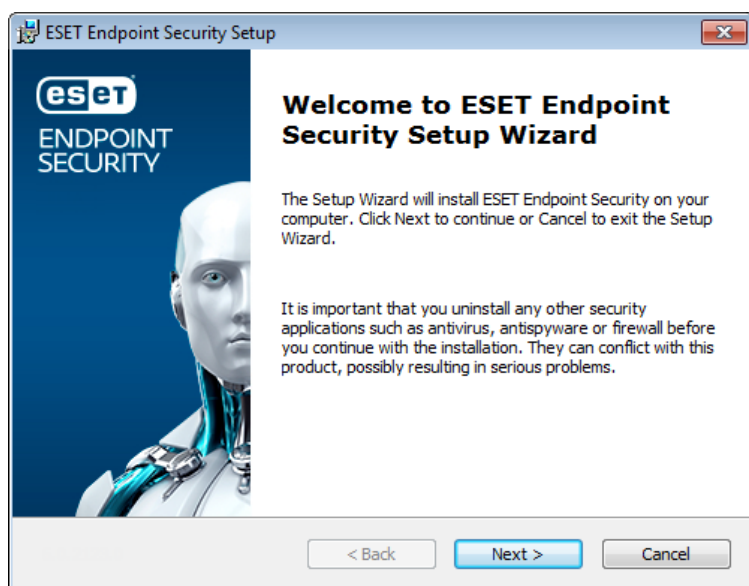 ESET Endpoint Security Setup
eset
ENDPOINT
SECURITY
Welcome to ESET Endpoint
Security Setup Wizard
The Setup Wizard will install ESET Endpoint Security on your
computer. Click Next to continue or Cancel to exit the Setup
Wizard.
It is important that you uninstall any other security
applications such as antivirus, antispyware or firewall before
you continue with the installation. They can conflict with this
product, possibly resulting in serious problems.
< Back
Next >
Cancel